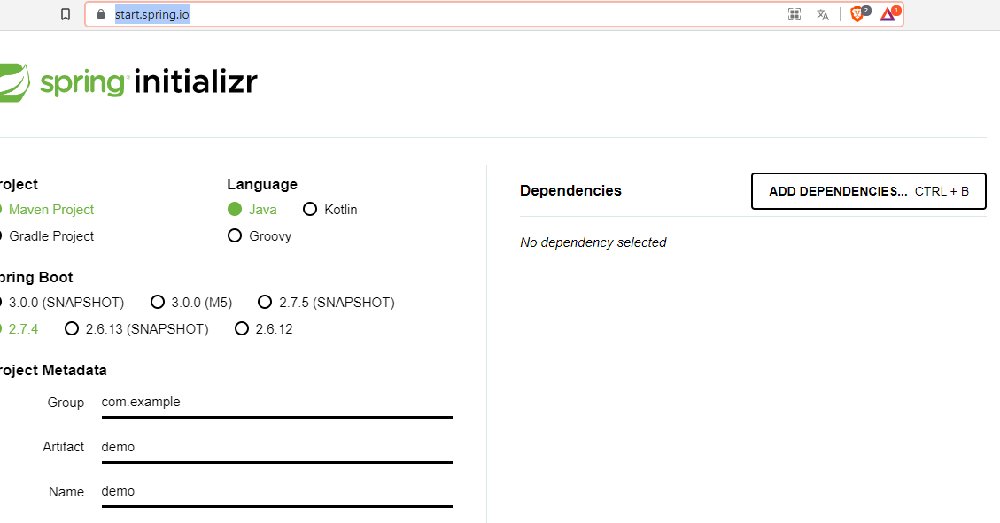 start.spring.io
2
1
spring initializr
roject
Language
Maven Project
Java
Kotlin
Gradle Project
Groovy
pring Boot
3.0.0 (SNAPSHOT)
3.0.0 (M5)
2.7.5 (SNAPSHOT)
2.7.4
2.6.13 (SNAPSHOT)
2.6.12
roject Metadata
Group
com.example
Artifact
demo
Name
demo
Dependencies
ADD DEPENDENCIES... CTRL + B
No dependency selected